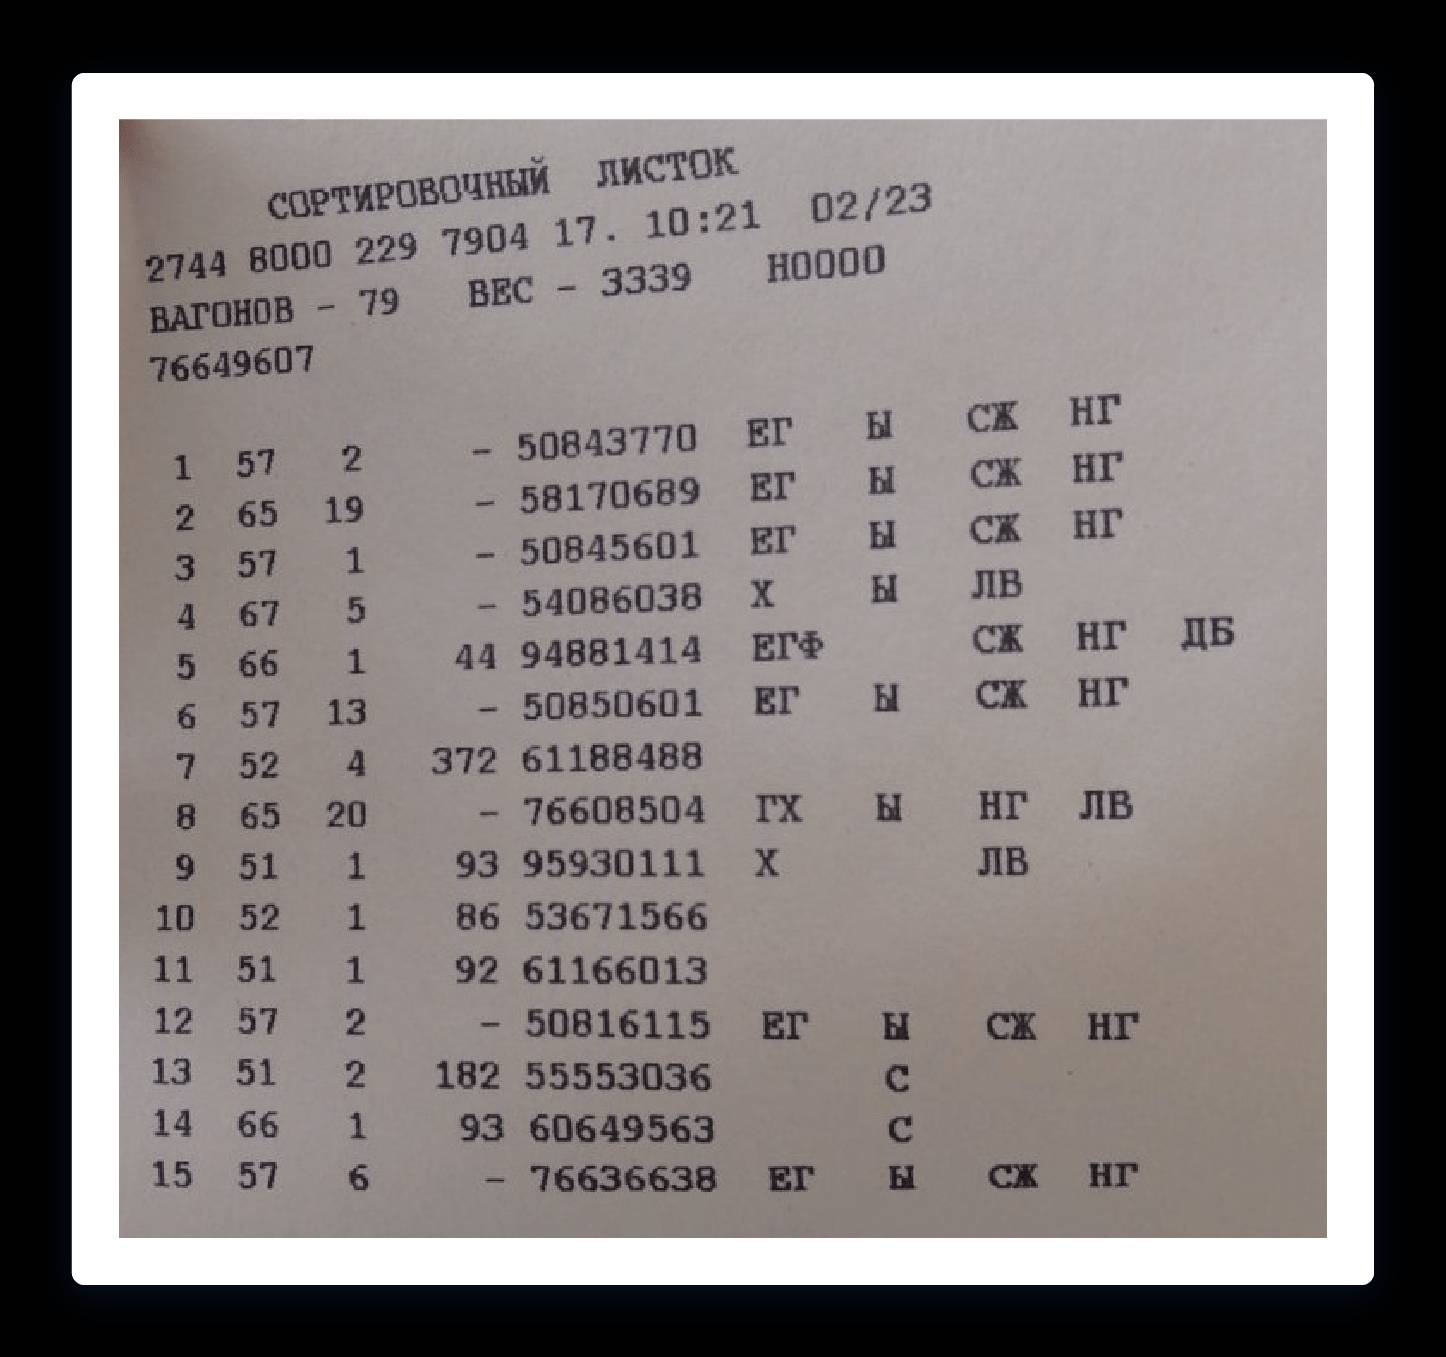 СОРТИРОВОЧНЫЙ ЛИСТОК
2744 8000 229 7904 17. 10:21 02/23
ВАГОНОВ - 79 ВЕС - 3339 Н0000
76649607
1 57 2 - 50843770 ЕГ Ы СЖ НГ
2 65 19 - 58170689 ЕГ Ы СЖ НГ
3 57 1 - 50845601 ЕГ Ы СЖ НГ
4 67 5 - 54086038 Х Ы ЛВ
5 66 1 44 94881414 ЕГФ СЖ НГ ДБ
6 57 13 - 50850601 ЕГ Ы СЖ НГ
7 52 4 372 61188488
8 65 20 - 76608504 ГХ Ы НГ ЛВ
9 51 1 93 95930111 Х ЛВ
10 52 1 86 53671566
11 51 1 92 61166013
12 57 2 - 50816115 ЕГ Ы СЖ НГ
13 51 2 182 55553036 С
14 66 1 93 60649563 С
15 57 6 - 76636638 ЕГ Ы СЖ НГ